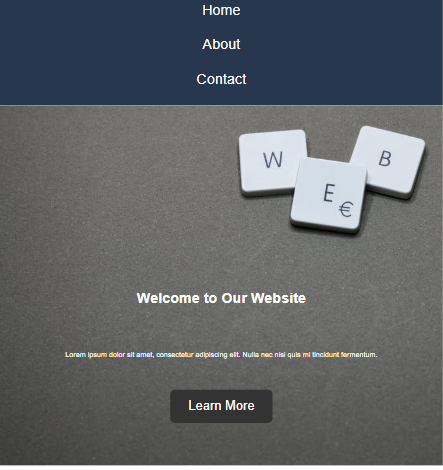 Home
About
Contact
W B
E €
Welcome to Our Website
Lorem ipsum dolor sit amet, consectetur adipiscing elit. Nulla nec nisl quis mi tincidunt fermentum.
Learn More